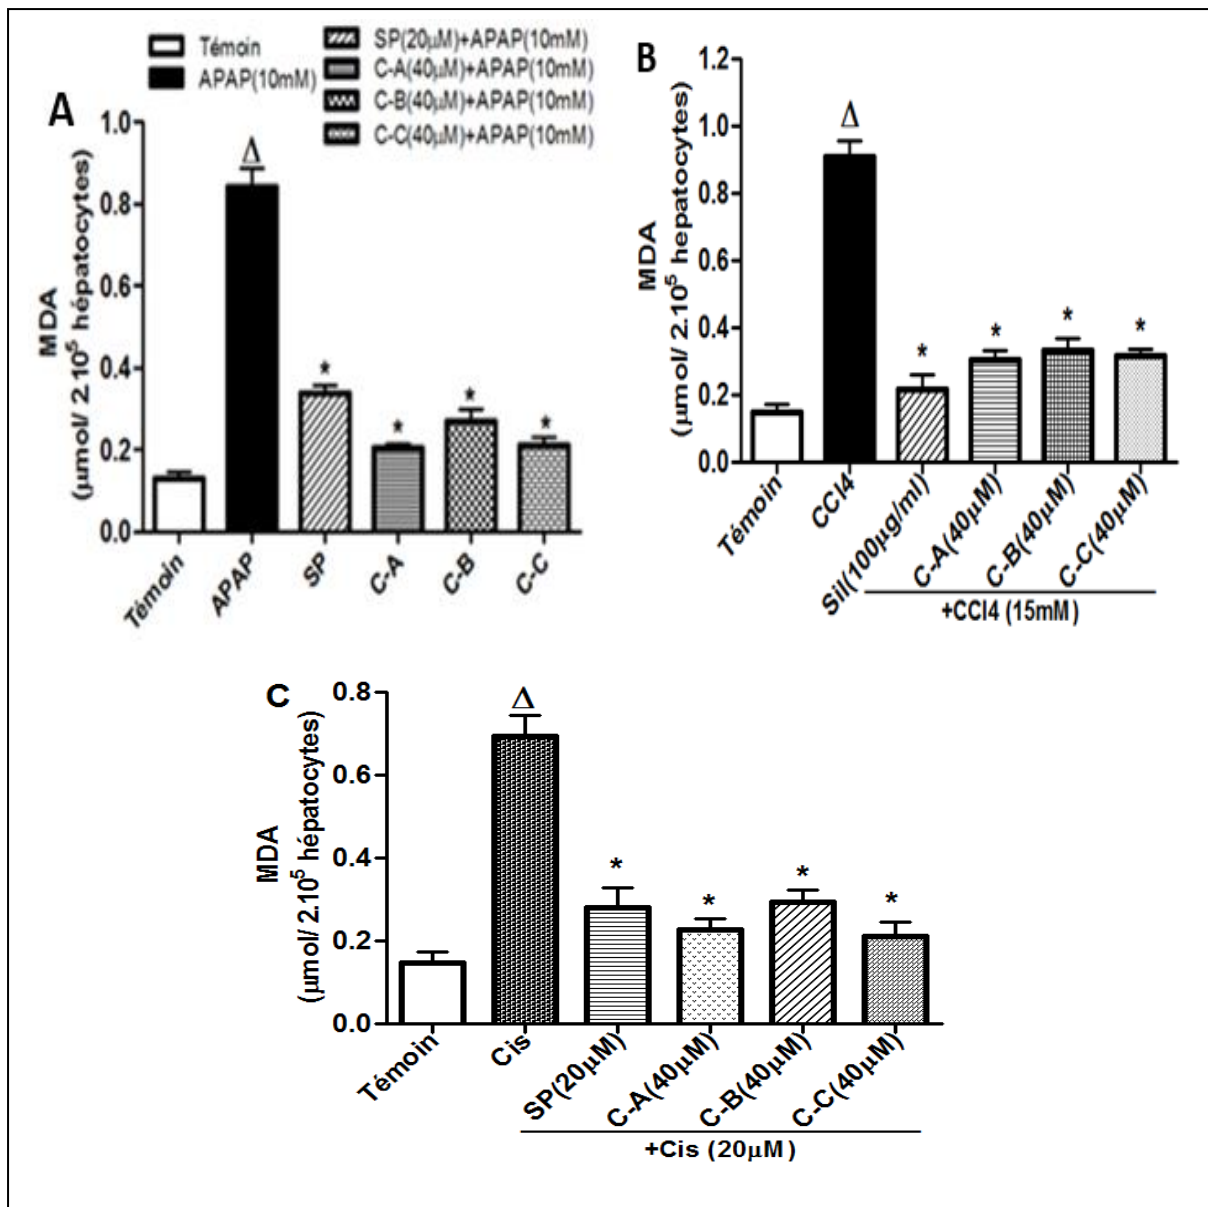 A
Témoin
APAP(10mM)
SP(20µM)+APAP(10mM)
C-A(40µM)+APAP(10mM)
C-B(40µM)+APAP(10mM)
C-C(40µM)+APAP(10mM)
MDA
(µmol/ 2.10⁵ hépatocytes)
1.0
0.8
0.6
0.4
0.2
0.0
Δ
*
*
*
*
Témoin
APAP
SP
C-A
C-B
C-C
B
MDA
(µmol/ 2.10⁵ hepatocytes)
1.2
1.0
0.8
0.6
0.4
0.2
0.0
Δ
*
*
*
*
Témoin
CCl4
Sil(100µg/ml)
C-A(40µM)
C-B(40µM)
C-C(40µM)
+CCl4 (15mM)
C
MDA
(µmol/ 2.10⁵ hépatocytes)
0.8
0.6
0.4
0.2
0.0
Δ
*
*
*
*
Témoin
Cis
SP(20µM)
C-A(40µM)
C-B(40µM)
C-C(40µM)
+Cis (20µM)